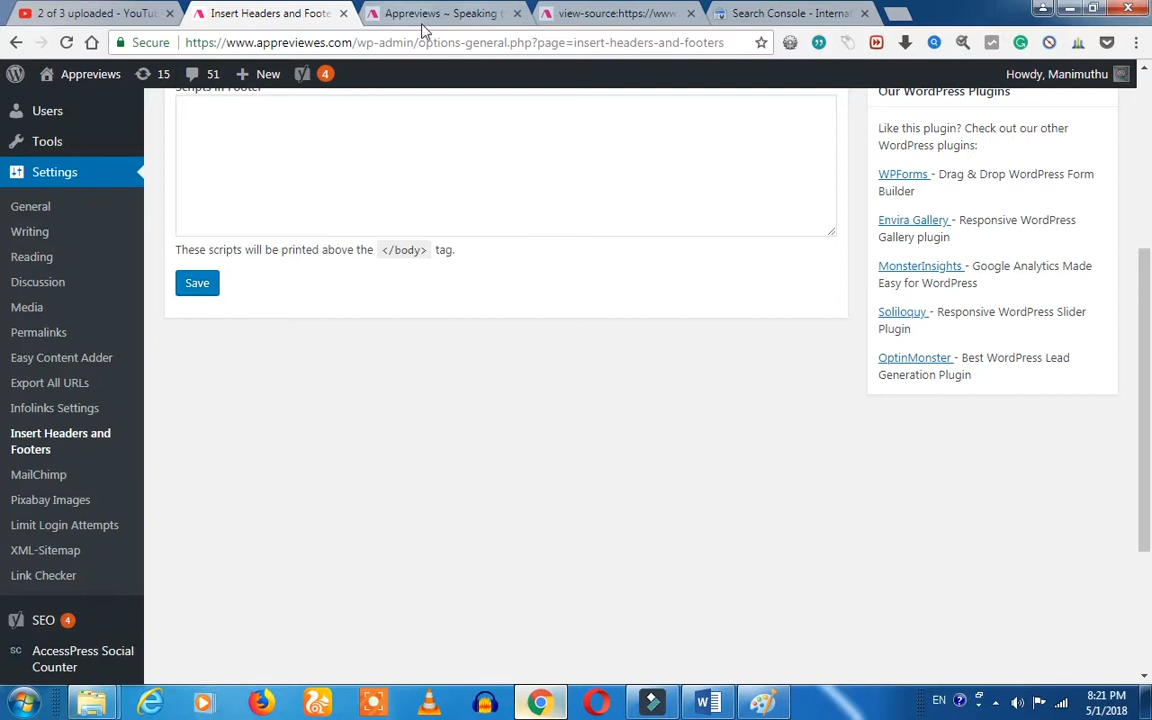 2 of 3 uploaded - YouTu
Insert Headers and Foote
Appreviews ~ Speaking
view-source:https://www.
Search Console - Interna
Secure
https://www.appreviewes.com/wp-admin/options-general.php?page=insert-headers-and-footers
Appreviews
15
51
New
4
Howdy, Manimuthu
Users
Tools
Settings
General
Writing
Reading
Discussion
Media
Permalinks
Easy Content Adder
Export All URLs
Infolinks Settings
Insert Headers and
Footers
MailChimp
Pixabay Images
Limit Login Attempts
XML-Sitemap
Link Checker
SEO 4
SC AccessPress Social
Counter
Scripts in Footer
These scripts will be printed above the </body> tag.
Save
Our WordPress Plugins
Like this plugin? Check out our other
WordPress plugins:
WPForms - Drag & Drop WordPress Form
Builder
Envira Gallery - Responsive WordPress
Gallery plugin
MonsterInsights - Google Analytics Made
Easy for WordPress
Soliloquy - Responsive WordPress Slider
Plugin
OptinMonster - Best WordPress Lead
Generation Plugin
EN
8:21 PM
5/1/2018